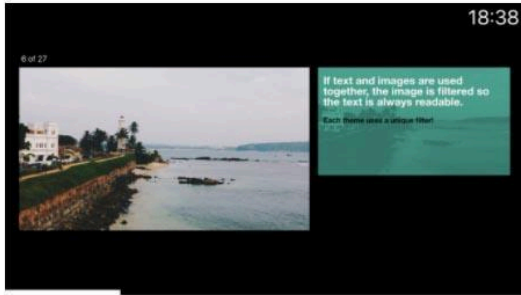 18:38
6 of 27
If text and images are used
together, the image is filtered so
the text is always readable.
Each theme uses a unique filter!